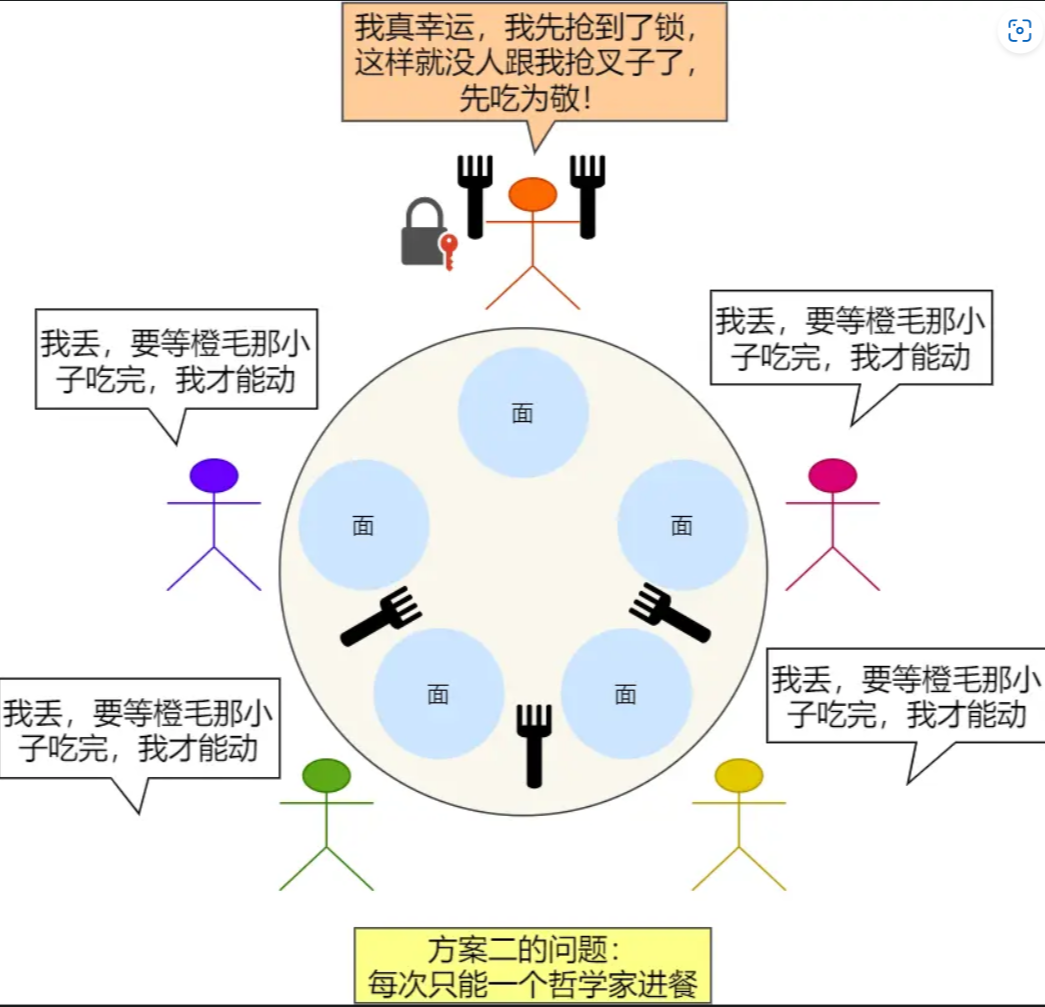 我真幸运，我先抢到了锁，
这样就没人跟我抢叉子了，
先吃为敬！
我丢，要等橙毛那小
子吃完，我才能动
我丢，要等橙毛那小
子吃完，我才能动
面
面
面
面
面
我丢，要等橙毛那小
子吃完，我才能动
我丢，要等橙毛那小
子吃完，我才能动
方案二的问题：
每次只能一个哲学家进餐